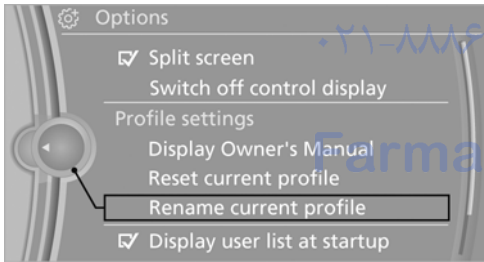 Options
۰۲۱-۸۸۸۶
Split screen
Switch off control display
Profile settings
Display Owner's Manual
Farma
Reset current profile
Rename current profile
Display user list at startup